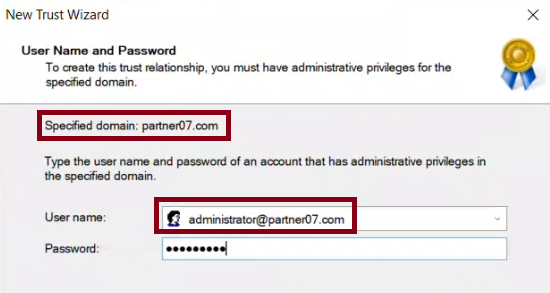 New Trust Wizard
User Name and Password
To create this trust relationship, you must have administrative privileges for the
specified domain.
Specified domain: partner07.com
Type the user name and password of an account that has administrative privileges in
the specified domain.
User name: administrator@partner07.com
Password: •••••••••